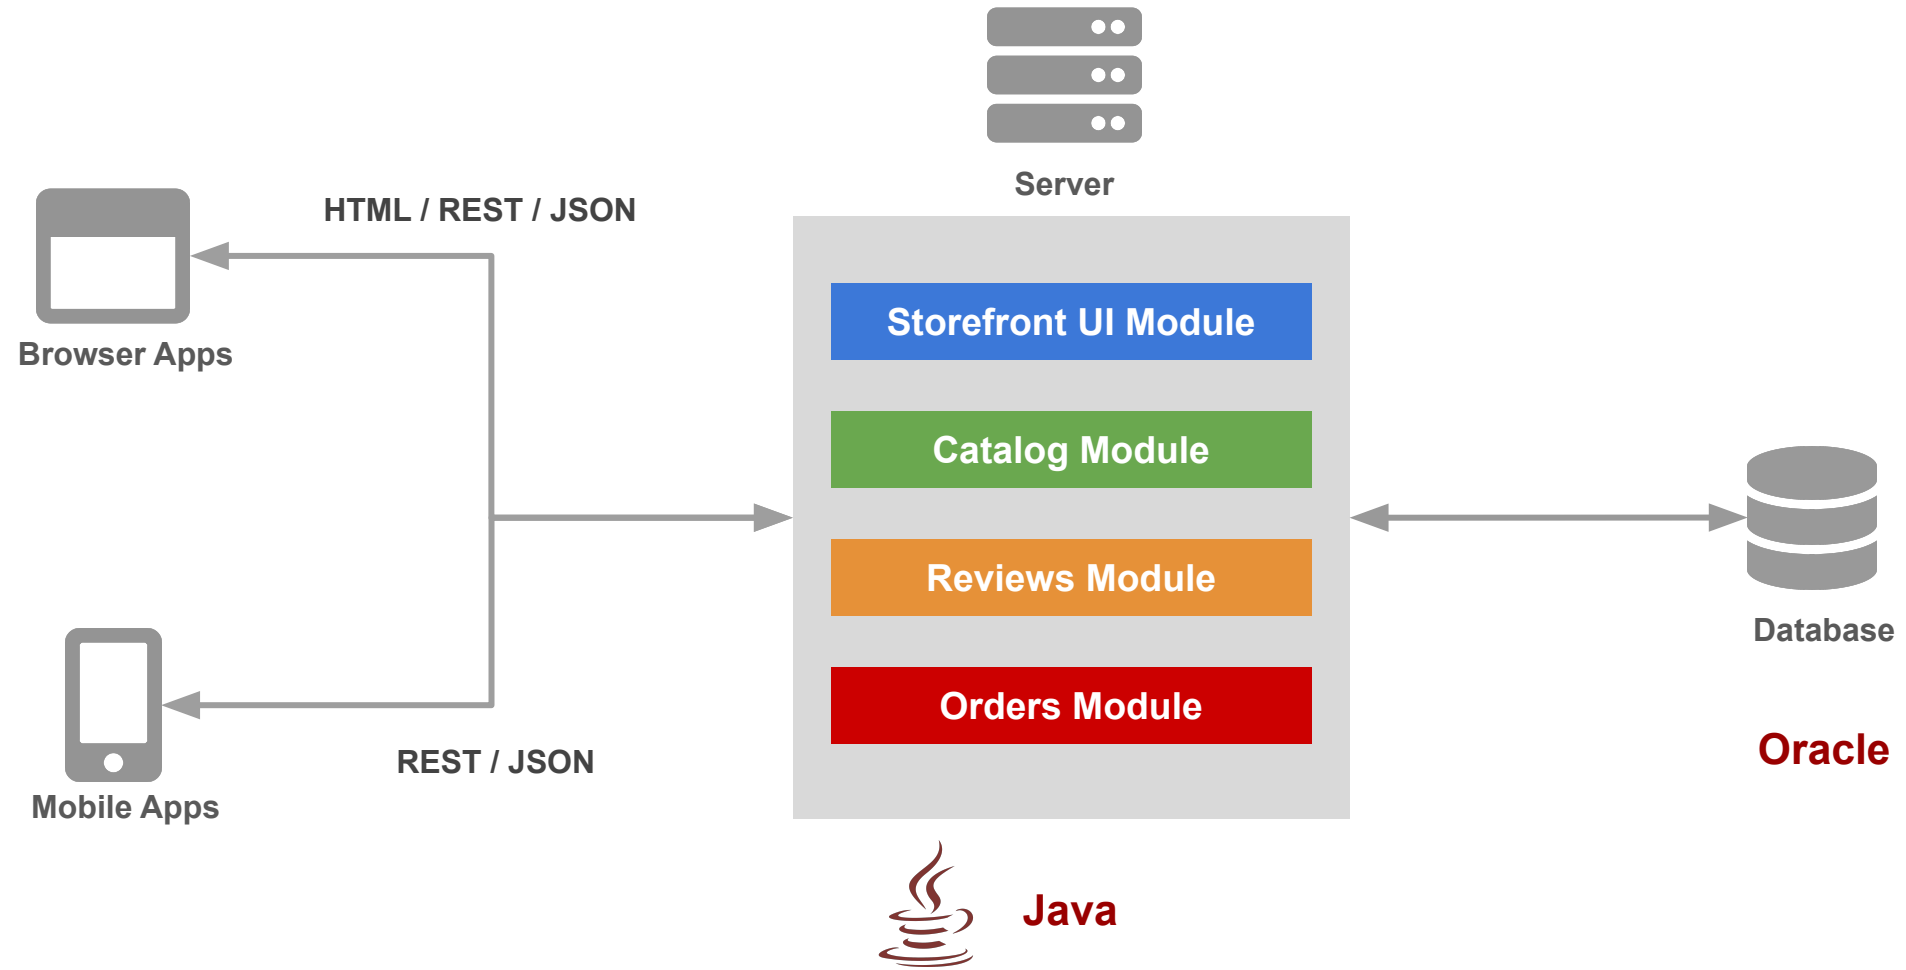 Server
HTML / REST / JSON
Storefront UI Module
Browser Apps
Catalog Module
Reviews Module
Database
Orders Module
Oracle
REST / JSON
Mobile Apps
Java